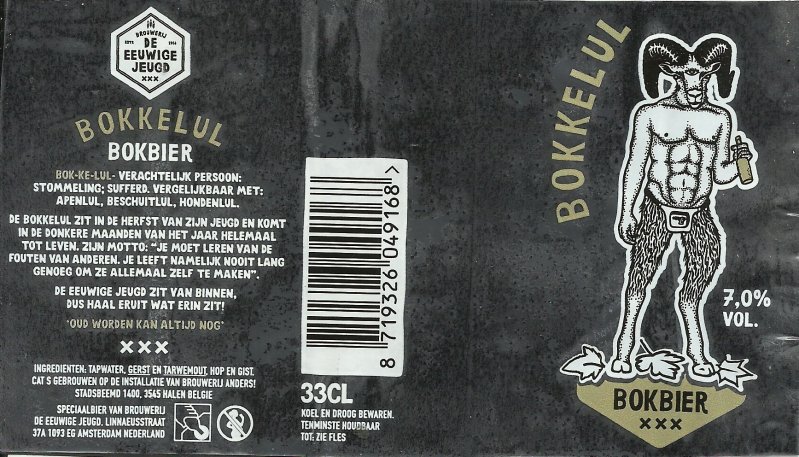 BROUWERIJ
DE
EEUWIGE
JEUGD
XXX
BOKKELUL
BOKBIER
BOK-KE-LUL- VERACHTELIJK PERSOON:
STOMMELING; SUFFERD. VERGELIJKBAAR MET:
APENLUL, BESCHUITLUL, HONDENLUL.
DE BOKKELUL ZIT IN DE HERFST VAN ZIJN JEUGD EN KOMT
IN DE DONKERE MAANDEN VAN HET JAAR HELEMAAL
TOT LEVEN. ZIJN MOTTO: "JE MOET LEREN VAN DE
FOUTEN VAN ANDEREN. JE LEEFT NAMELIJK NOOIT LANG
GENOEG OM ZE ALLEMAAL ZELF TE MAKEN".
DE EEUWIGE JEUGD ZIT VAN BINNEN,
DUS HAAL ERUIT WAT ERIN ZIT!
"OUD WORDEN KAN ALTIJD NOG"
XXX
INGREDIENTEN: TAPWATER, GERST EN TARWEMOUT, HOP EN GIST.
CAT S GEBROUWEN OP DE INSTALLATIE VAN BROUWERIJ ANDERS!
STADSBEEMD 1400, 3545 HALEN BELGIE
SPECIAALBIER VAN BROUWERIJ
DE EEUWIGE JEUGD, LINNAEUSSTRAAT
37A 1093 EG AMSTERDAM NEDERLAND
8 719326 049168 >
33CL
KOEL EN DROOG BEWAREN.
TENMINSTE HOUDBAAR
TOT: ZIE FLES
BOKKELUL
7,0%
VOL.
BOKBIER
XXX